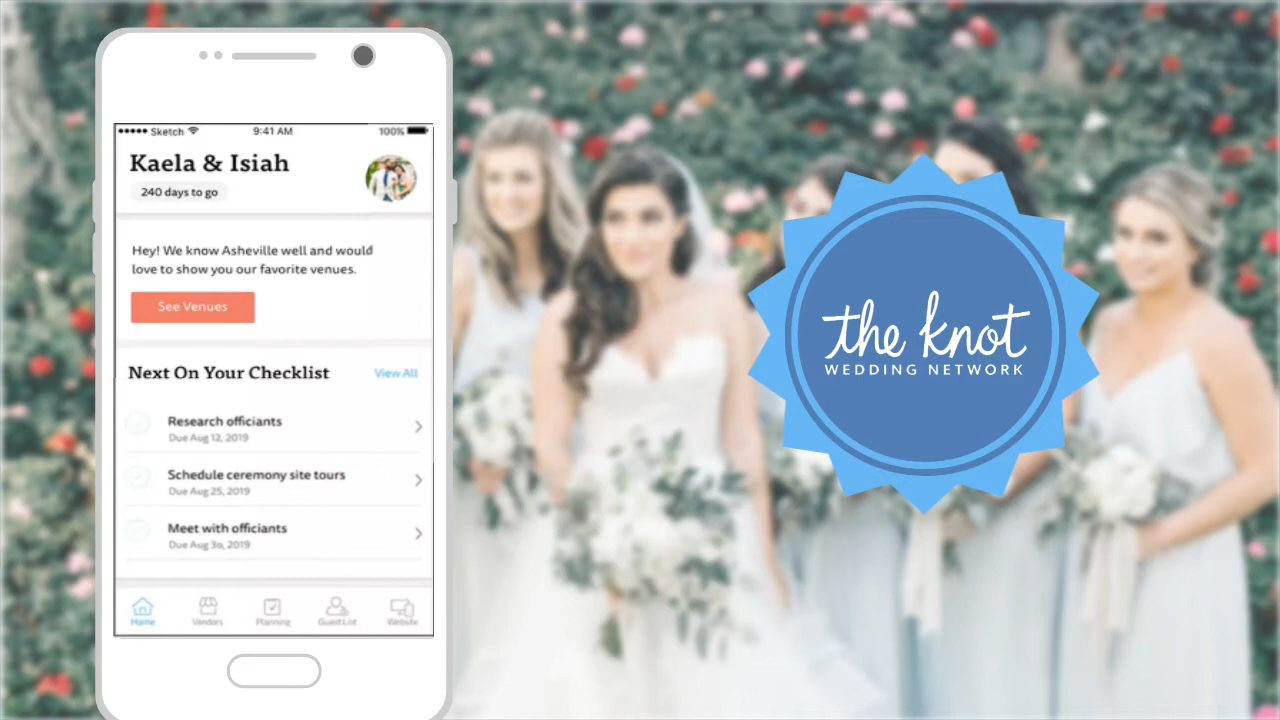 Sketch 9:41 AM 100%
Kaela & Isiah
240 days to go
Hey! We know Asheville well and would
love to show you our favorite venues.
See Venues
Next On Your Checklist View All
Research officiants
Due Aug 12, 2019
Schedule ceremony site tours
Due Aug 25, 2019
Meet with officiants
Due Aug 30, 2019
Home Vendors Planning Guest List Website
the knot
WEDDING NETWORK